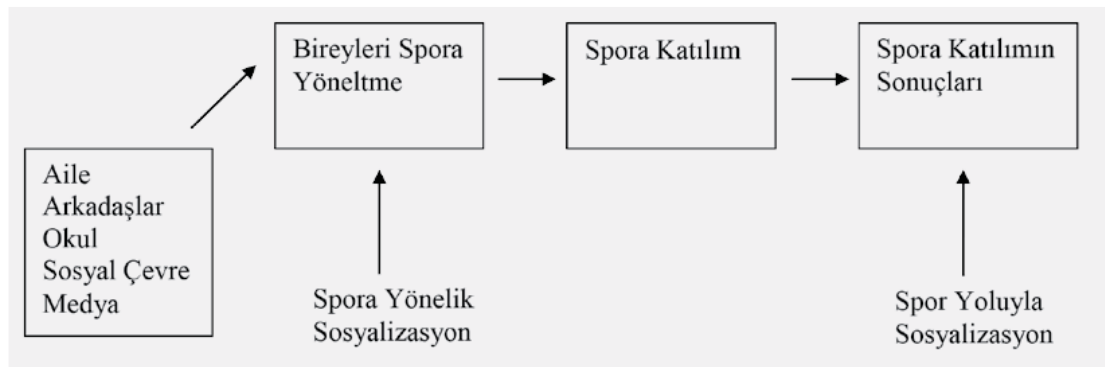 Bireyleri Spora
Yöneltme
Spora Katılım
Spora Katılımın
Sonuçları
Aile
Arkadaşlar
Okul
Sosyal Çevre
Medya
Spora Yönelik
Sosyalizasyon
Spor Yoluyla
Sosyalizasyon